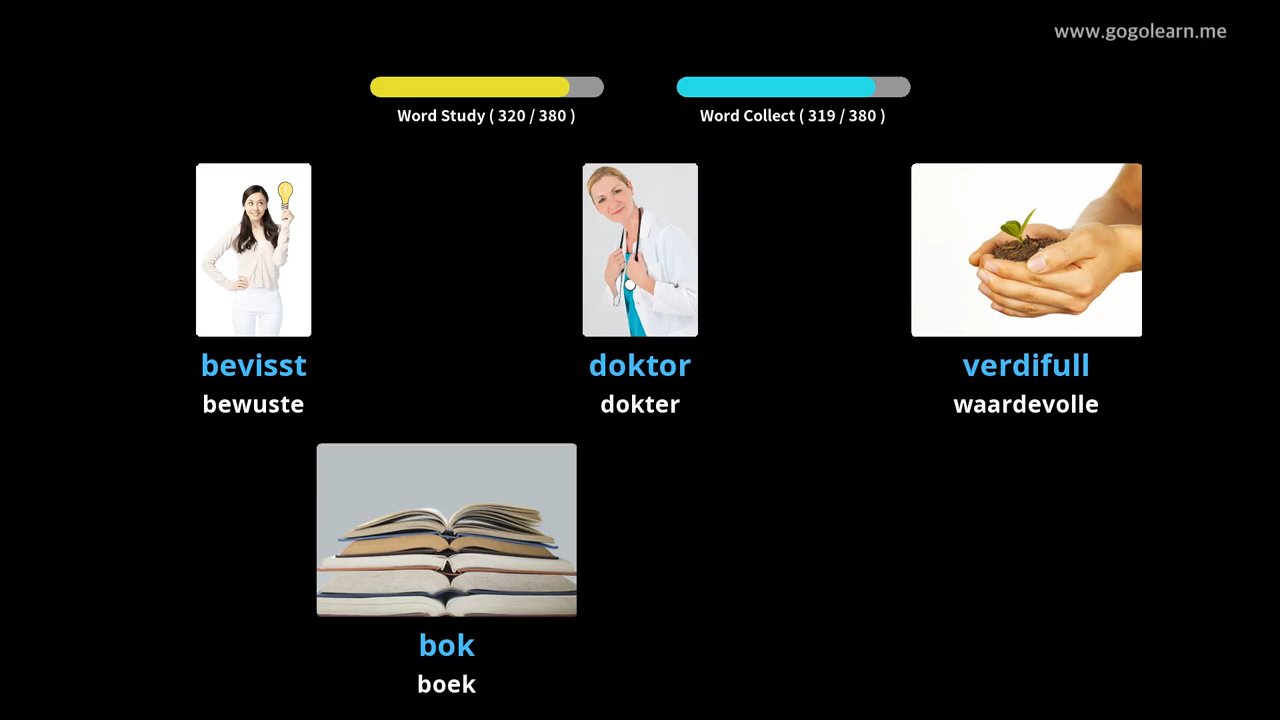 www.gogolearn.me
Word Study ( 320 / 380 )
Word Collect ( 319 / 380 )
bevisst
bewuste
doktor
dokter
verdifull
waardevolle
bok
boek